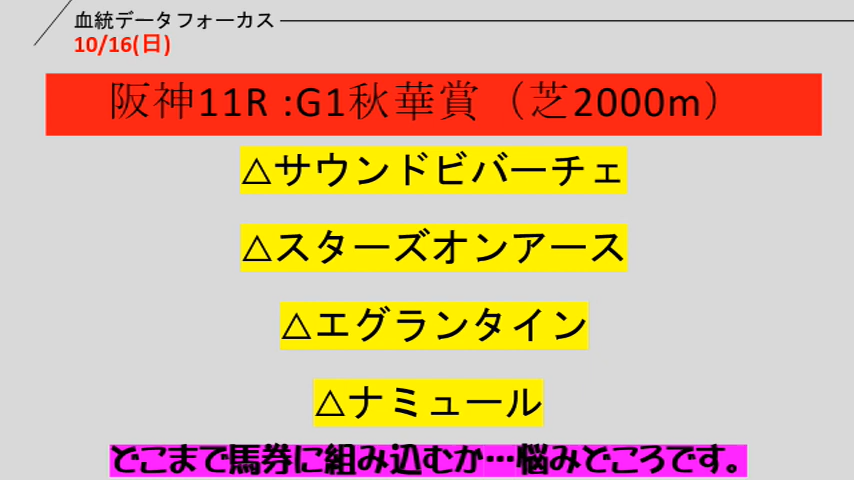 血統データフォーカス
10/16(日)
阪神11R :G1秋華賞（芝2000m）
△サウンドビバーチェ
△スターズオンアース
△エグランタイン
△ナミュール
どこまで馬券に組み込むか…悩みどころです。